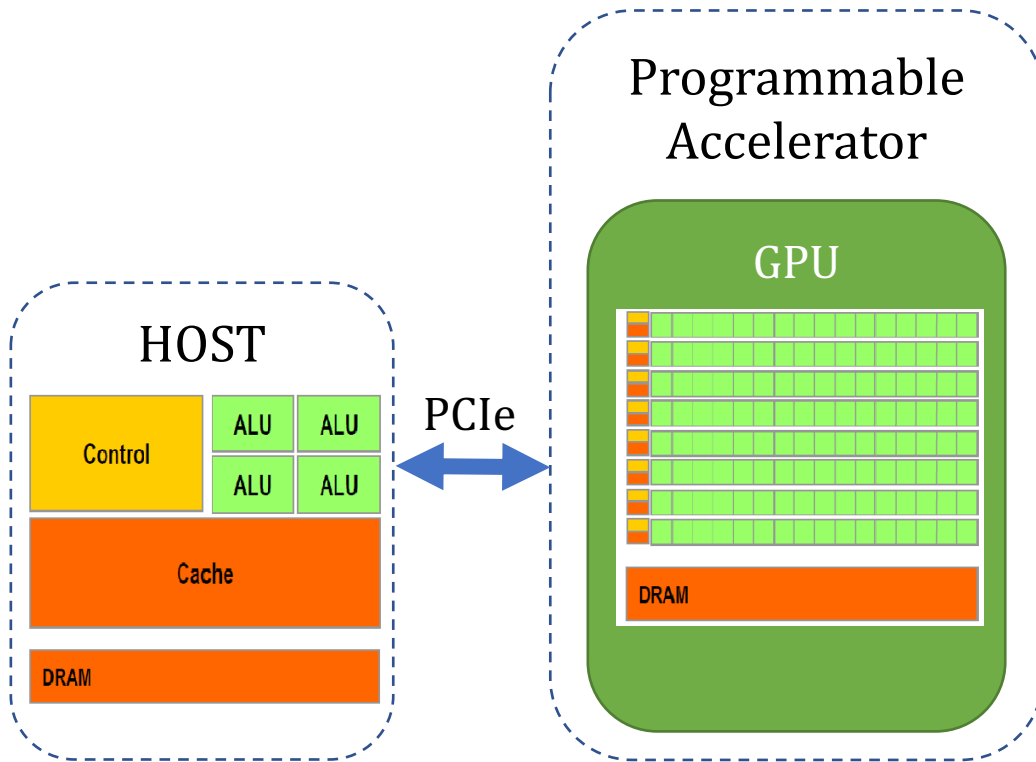 Programmable
Accelerator
GPU
HOST
Control
ALU
ALU
ALU
ALU
Cache
DRAM
PCIe
DRAM